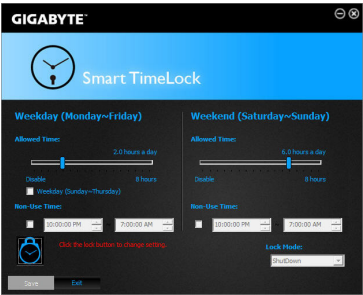 GIGABYTE™
Smart TimeLock
Weekday (Monday~Friday)
Allowed Time:
2.0 hours a day
Disable 8 hours
Weekday (Sunday~Thursday)
Non-Use Time:
10:00:00 PM ~ 7:00:00 AM
Click the lock button to change setting.
Weekend (Saturday~Sunday)
Allowed Time:
6.0 hours a day
Disable 8 hours
Non-Use Time:
10:00:00 PM ~ 7:00:00 AM
Lock Mode:
ShutDown
Save Exit